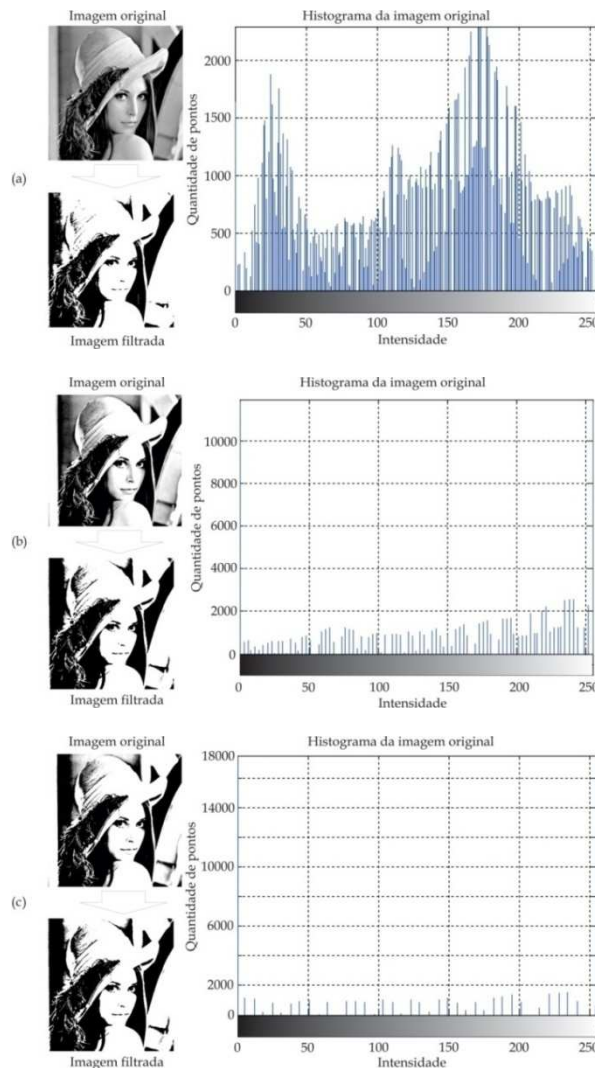 Imagem original
Histograma da imagem original
(a)
Quantidade de pontos
2000
1500
1000
500
0
0 50 100 150 200 250
Intensidade
Imagem filtrada
Imagem original
Histograma da imagem original
(b)
Quantidade de pontos
10000
8000
6000
4000
2000
0
0 50 100 150 200 250
Intensidade
Imagem filtrada
Imagem original
Histograma da imagem original
(c)
Quantidade de pontos
18000
14000
10000
6000
2000
0
0 50 100 150 200 250
Intensidade
Imagem filtrada